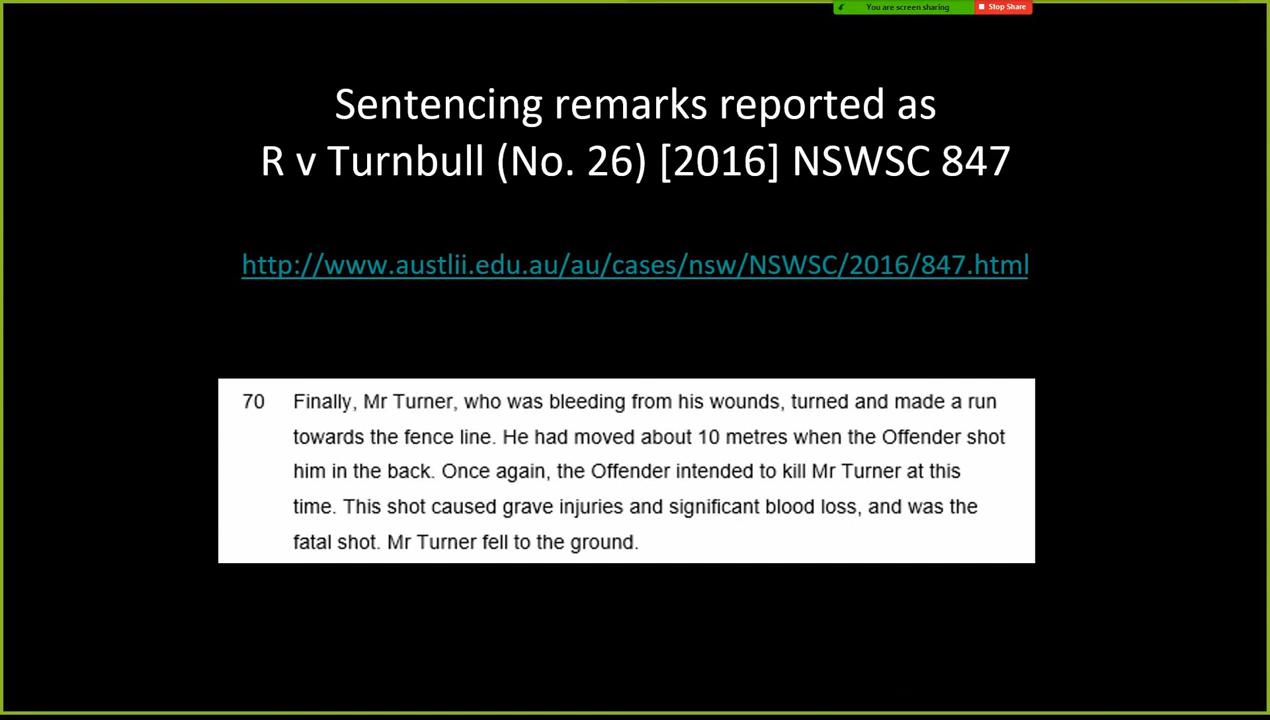 You are screen sharing
Stop Share
Sentencing remarks reported as
R v Turnbull (No. 26) [2016] NSWSC 847
http://www.austlii.edu.au/au/cases/nsw/NSWSC/2016/847.html
70 Finally, Mr Turner, who was bleeding from his wounds, turned and made a run
towards the fence line. He had moved about 10 metres when the Offender shot
him in the back. Once again, the Offender intended to kill Mr Turner at this
time. This shot caused grave injuries and significant blood loss, and was the
fatal shot. Mr Turner fell to the ground.